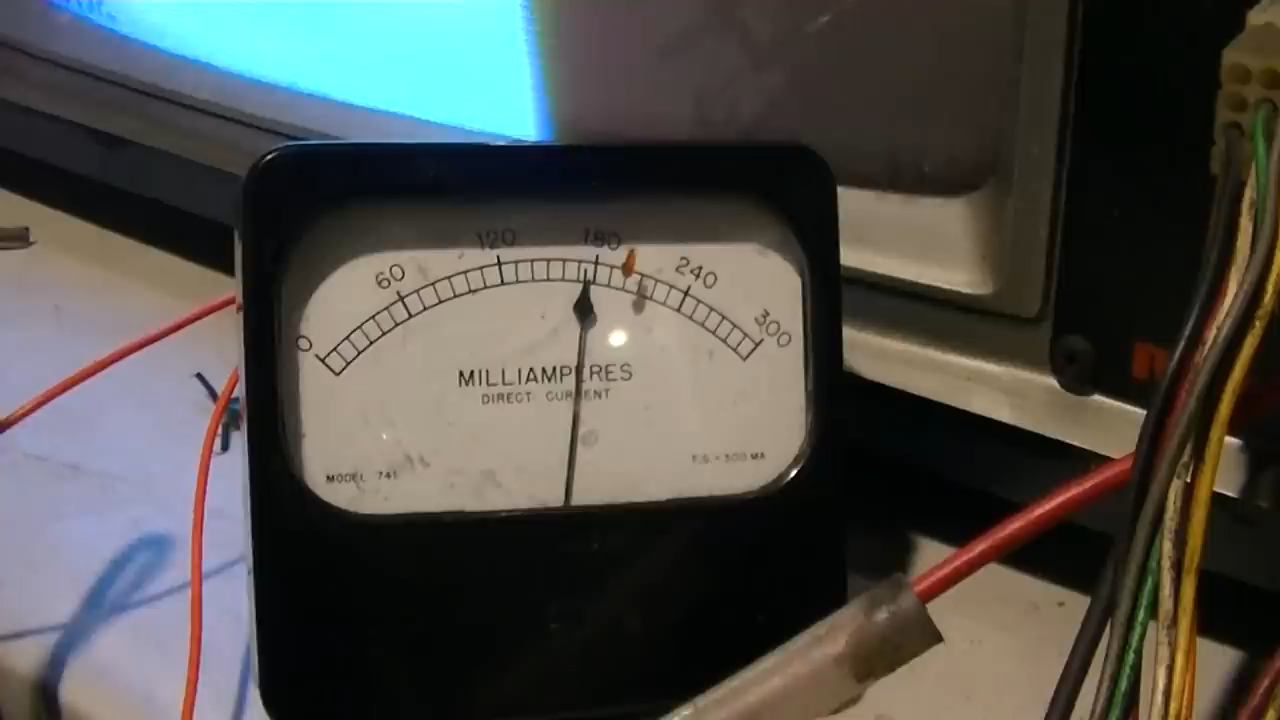 0 60 120 180 240 300
MILLIAMPERES
DIRECT CURRENT
MODEL 741
F.S. = 300 MA